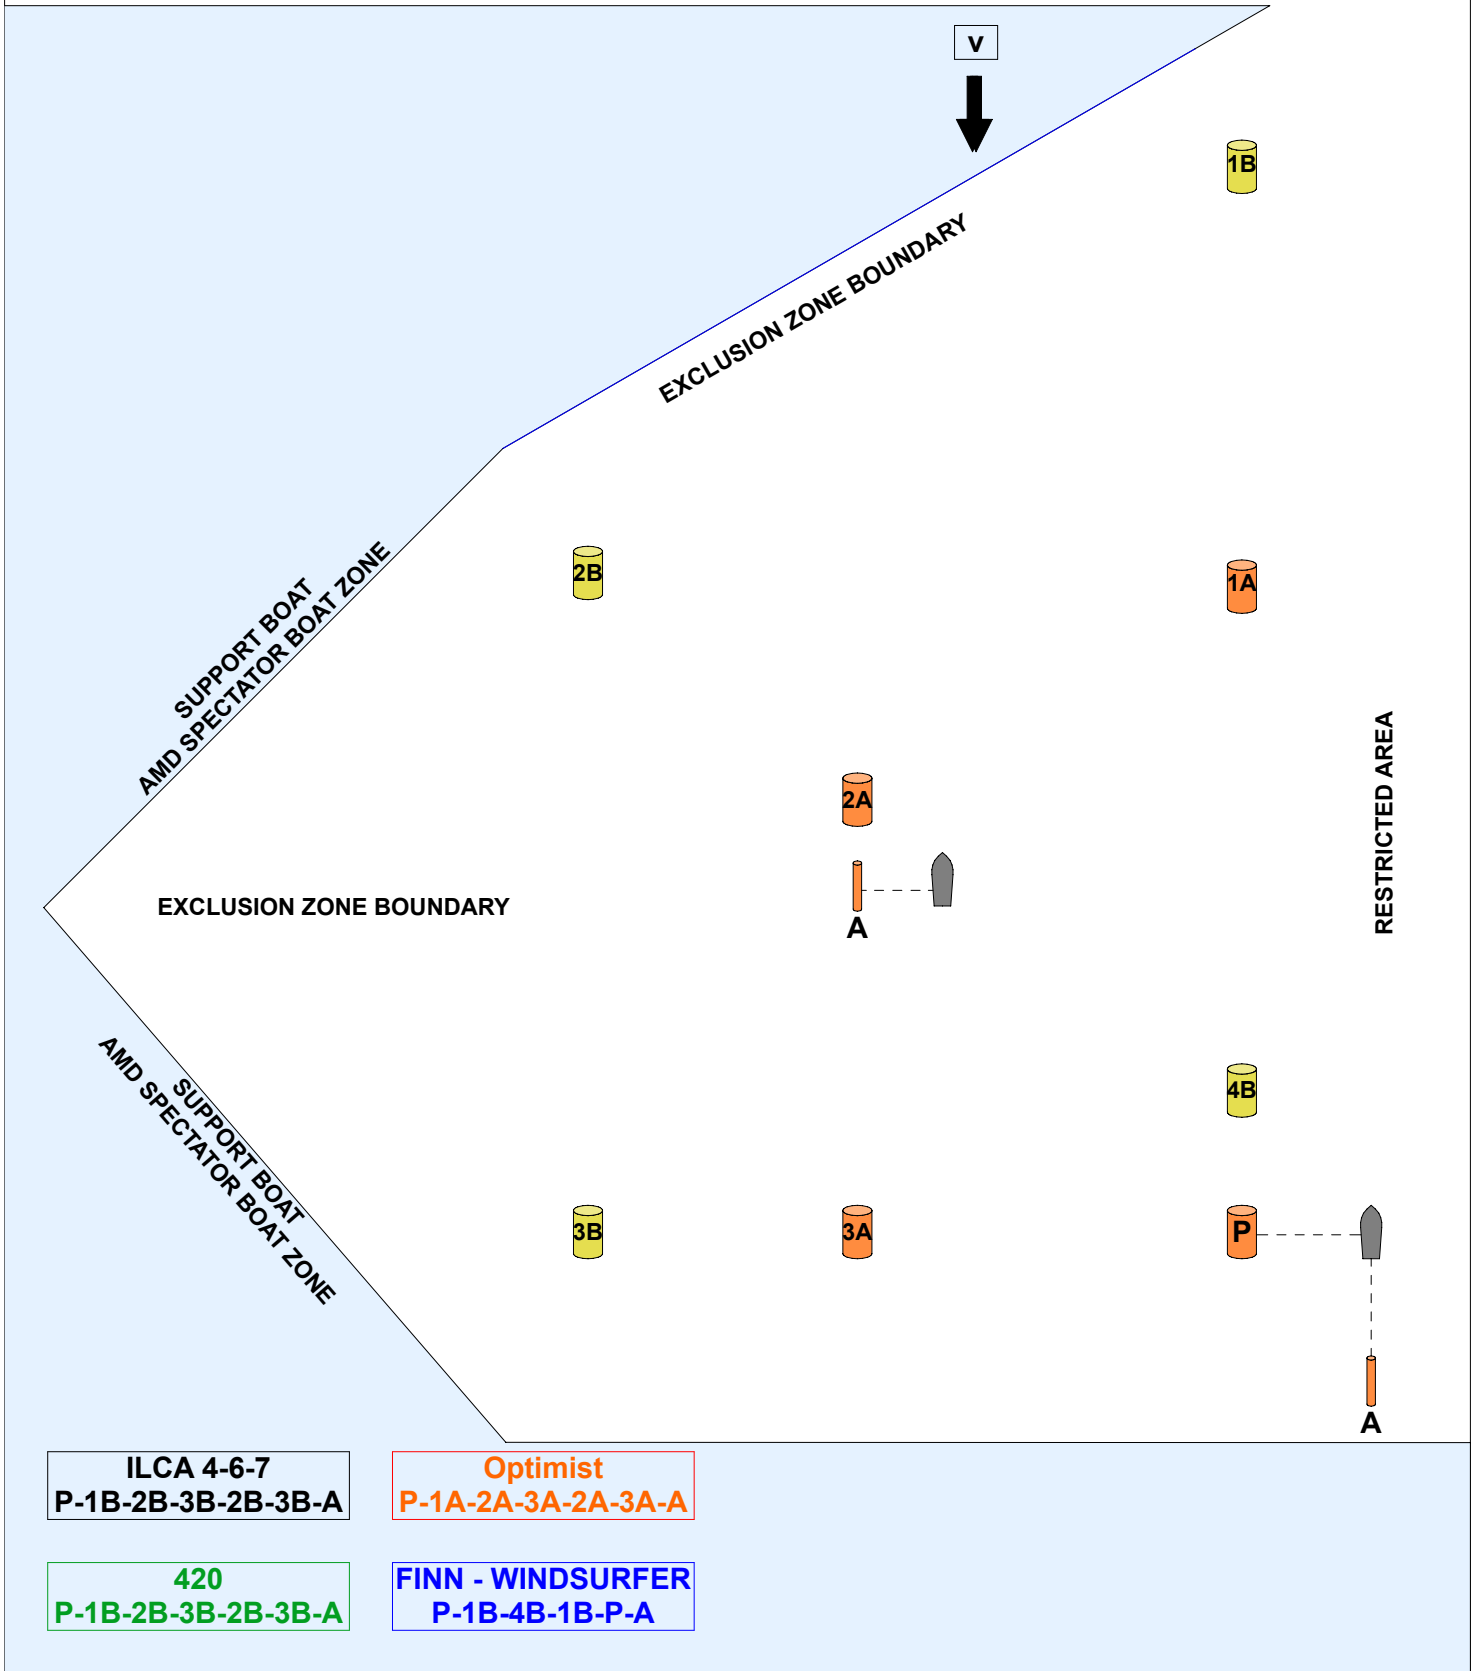 v
1B
EXCLUSION ZONE BOUNDARY
2B
1A
SUPPORT BOAT
AMD SPECTATOR BOAT ZONE
2A
RESTRICTED AREA
EXCLUSION ZONE BOUNDARY
A
SUPPORT BOAT
AMD SPECTATOR BOAT ZONE
4B
3B
3A
P
A
ILCA 4-6-7
P-1B-2B-3B-2B-3B-A
Optimist
P-1A-2A-3A-2A-3A-A
420
P-1B-2B-3B-2B-3B-A
FINN - WINDSURFER
P-1B-4B-1B-P-A